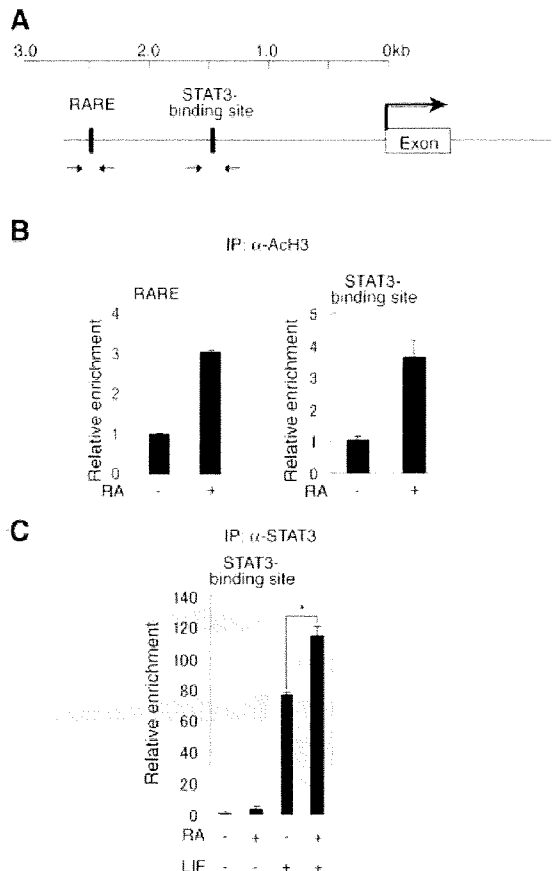 A
3.0 2.0 1.0 0kb
RARE
STAT3-
binding site
Exon
B
IP: α-AcH3
RARE
STAT3-
binding site
Relative enrichment
4
3
2
1
0
RA - +
Relative enrichment
5
4
3
2
1
0
- +
C
IP: α-STAT3
STAT3-
binding site
Relative enrichment
140
120
100
80
60
40
20
0
*
RA - + - +
LIF - - + +